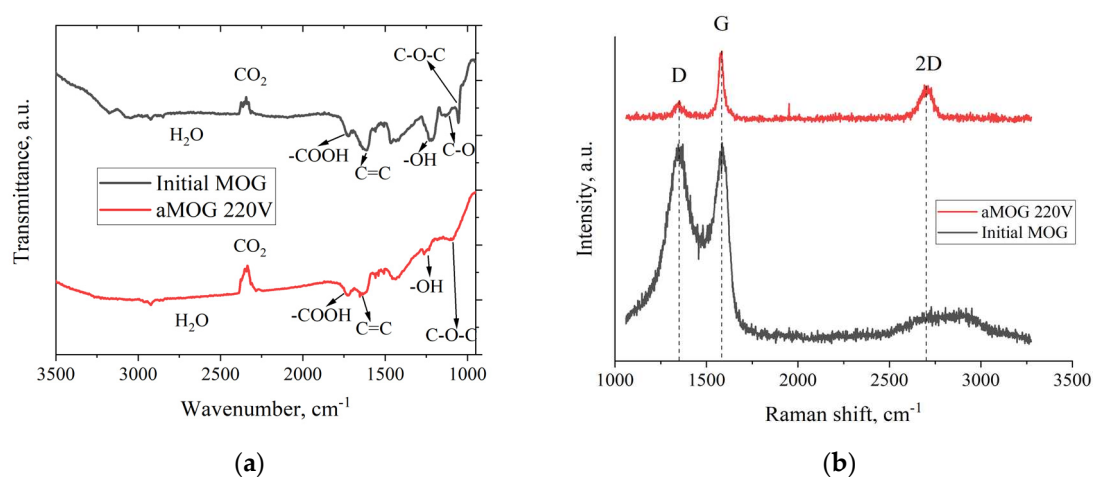 Transmittance, a.u.
CO₂
H₂O
C-O-C
-COOH
C=C
-OH
C-O
Initial MOG
aMOG 220V
CO₂
H₂O
-COOH
C=C
-OH
C-O-C
3500 3000 2500 2000 1500 1000
Wavenumber, cm⁻¹
(a)
Intensity, a.u.
D
G
2D
aMOG 220V
Initial MOG
1000 1500 2000 2500 3000 3500
Raman shift, cm⁻¹
(b)